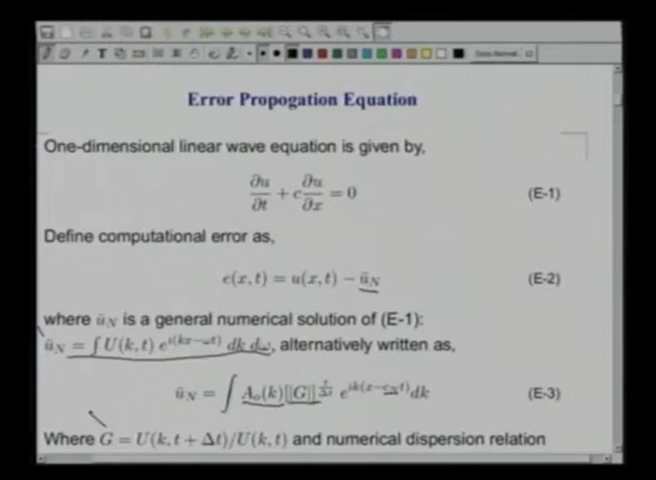 Error Propogation Equation
One-dimensional linear wave equation is given by,
∂u/∂t + c ∂u/∂x = 0 (E-1)
Define computational error as,
e(x, t) = u(x, t) − ū_N (E-2)
where ū_N is a general numerical solution of (E-1):
ū_N = ∫ U(k, t) e^{i(kx−ωt)} dk dω, alternatively written as,
ū_N = ∫ A_o(k)[|G|]^{t/Δt} e^{ik(x−c_N t)} dk (E-3)
Where G = U(k, t + Δt)/U(k, t) and numerical dispersion relation